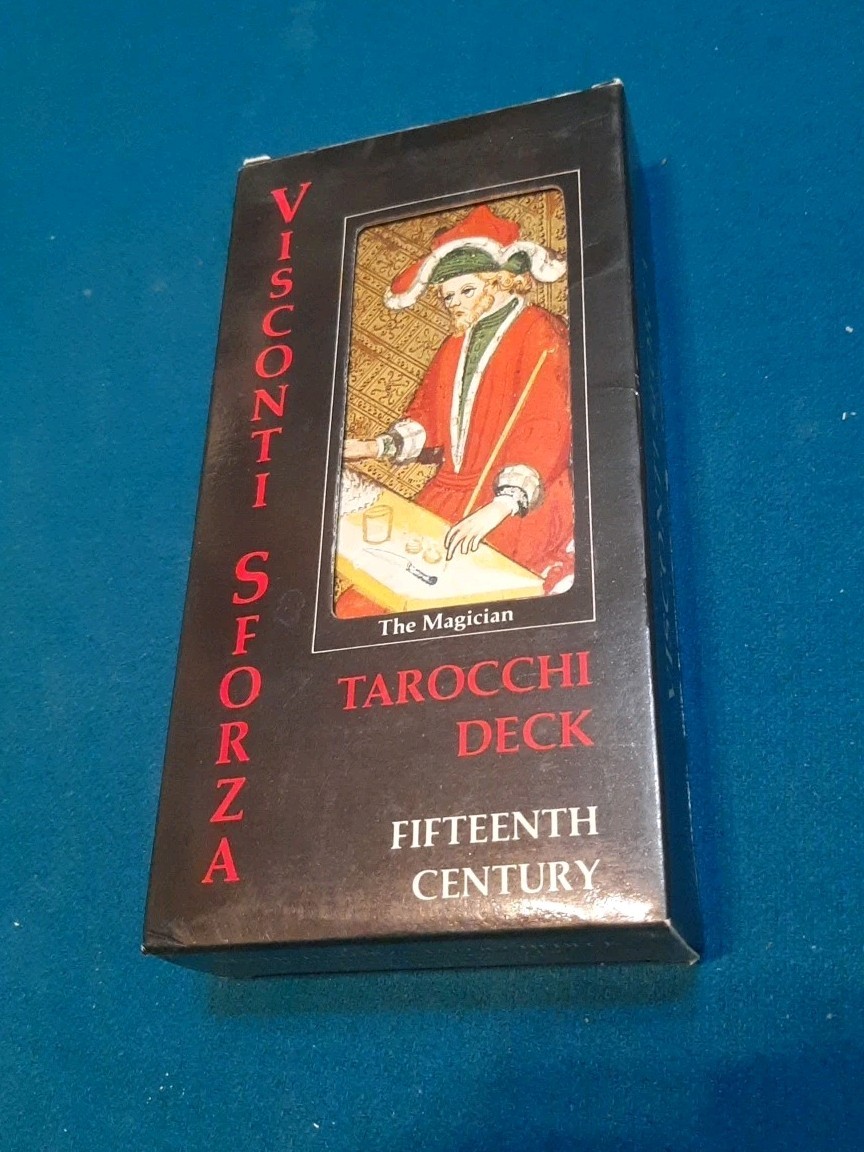 VISCONTI SFORZA
The Magician
TAROCCHI
DECK
FIFTEENTH
CENTURY